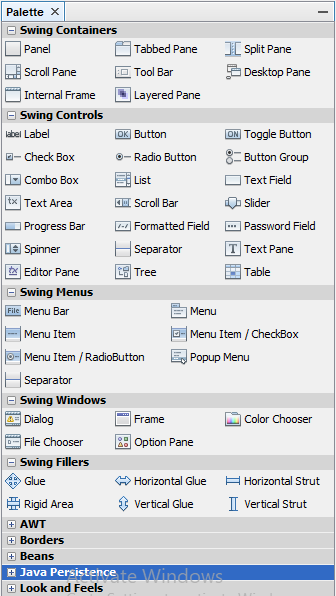 Palette
Swing Containers
Panel Tabbed Pane Split Pane
Scroll Pane Tool Bar Desktop Pane
Internal Frame Layered Pane
Swing Controls
label Label OK Button ON Toggle Button
Check Box Radio Button Button Group
Combo Box List Text Field
tx Text Area Scroll Bar Slider
Progress Bar Formatted Field Password Field
Spinner Separator T Text Pane
Editor Pane Tree Table
Swing Menus
File Menu Bar Menu
Menu Item Menu Item / CheckBox
Menu Item / RadioButton Popup Menu
Separator
Swing Windows
Dialog Frame Color Chooser
File Chooser Option Pane
Swing Fillers
Glue Horizontal Glue Horizontal Strut
Rigid Area Vertical Glue Vertical Strut
AWT
Borders
Beans
Java Persistence
Activate Windows
Look and Feels